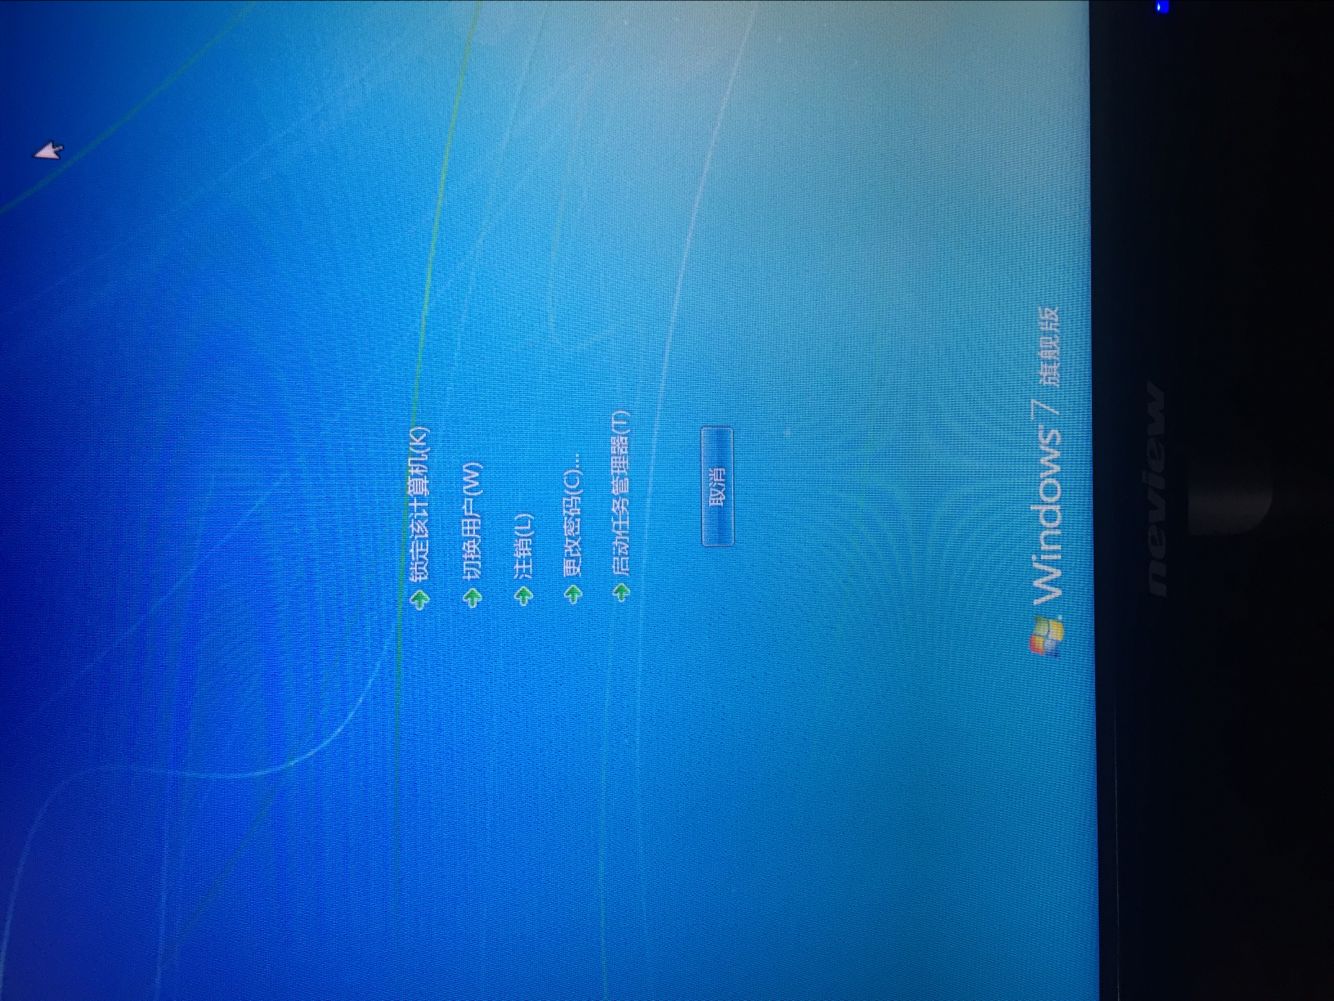 锁定该计算机(K)
切换用户(W)
注销(L)
更改密码(C)...
启动任务管理器(T)
取消
Windows 7 旗舰版
neview